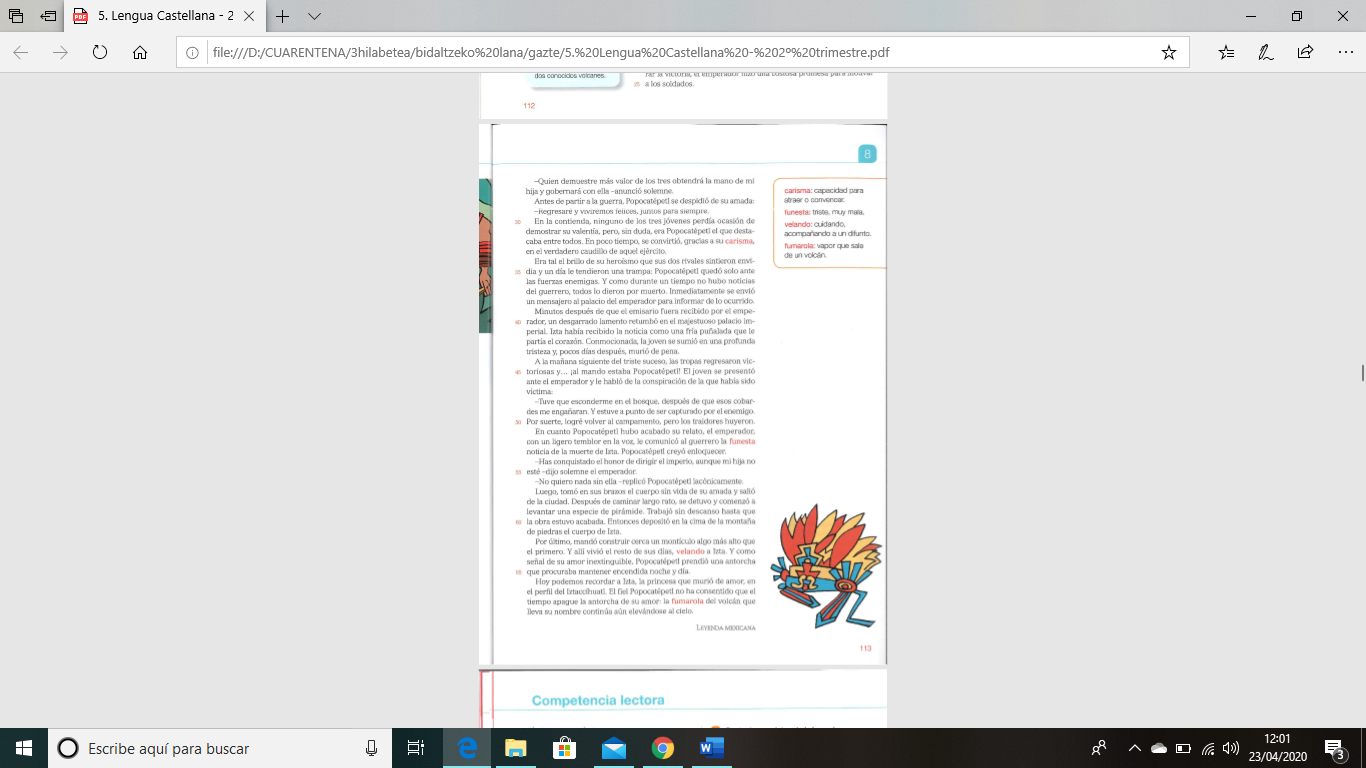 5. Lengua Castellana - 2
file:///D:/CUARENTENA/3hilabetea/bidaltzeko%20lana/gazte/5.%20Lengua%20Castellana%20-%202º%20trimestre.pdf
dos conocidos volcanes.
rar la victoria, el emperador hizo una costosa promesa para motivar
25 a los soldados.
112
8
–Quien demuestre más valor de los tres obtendrá la mano de mi
hija y gobernará con ella –anunció solemne.
Antes de partir a la guerra, Popocatépetl se despidió de su amada:
–Regresaré y viviremos felices, juntos para siempre.
30 En la contienda, ninguno de los tres jóvenes perdía ocasión de
demostrar su valentía, pero, sin duda, era Popocatépetl el que desta-
caba entre todos. En poco tiempo, se convirtió, gracias a su carisma,
en el verdadero caudillo de aquel ejército.
Era tal el brillo de su heroísmo que sus dos rivales sintieron envi-
35 dia y un día le tendieron una trampa: Popocatépetl quedó solo ante
las fuerzas enemigas. Y como durante un tiempo no hubo noticias
del guerrero, todos lo dieron por muerto. Inmediatamente se envió
un mensajero al palacio del emperador para informar de lo ocurrido.
Minutos después de que el emisario fuera recibido por el empe-
40 rador, un desgarrado lamento retumbó en el majestuoso palacio im-
perial. Izta había recibido la noticia como una fría puñalada que le
partía el corazón. Conmocionada, la joven se sumió en una profunda
tristeza y, pocos días después, murió de pena.
A la mañana siguiente del triste suceso, las tropas regresaron vic-
45 toriosas y… ¡al mando estaba Popocatépetl! El joven se presentó
ante el emperador y le habló de la conspiración de la que había sido
víctima:
–Tuve que esconderme en el bosque, después de que esos cobar-
des me engañaran. Y estuve a punto de ser capturado por el enemigo.
50 Por suerte, logré volver al campamento, pero los traidores huyeron.
En cuanto Popocatépetl hubo acabado su relato, el emperador,
con un ligero temblor en la voz, le comunicó al guerrero la funesta
noticia de la muerte de Izta. Popocatépetl creyó enloquecer.
–Has conquistado el honor de dirigir el imperio, aunque mi hija no
55 esté –dijo solemne el emperador.
–No quiero nada sin ella –replicó Popocatépetl lacónicamente.
Luego, tomó en sus brazos el cuerpo sin vida de su amada y salió
de la ciudad. Después de caminar largo rato, se detuvo y comenzó a
levantar una especie de pirámide. Trabajó sin descanso hasta que
60 la obra estuvo acabada. Entonces depositó en la cima de la montaña
de piedras el cuerpo de Izta.
Por último, mandó construir cerca un montículo algo más alto que
el primero. Y allí vivió el resto de sus días, velando a Izta. Y como
señal de su amor inextinguible, Popocatépetl prendió una antorcha
65 que procuraba mantener encendida noche y día.
Hoy podemos recordar a Izta, la princesa que murió de amor, en
el perfil del Iztaccíhuatl. El fiel Popocatépetl no ha consentido que el
tiempo apague la antorcha de su amor: la fumarola del volcán que
lleva su nombre continúa aún elevándose al cielo.
LEYENDA MEXICANA
carisma: capacidad para
atraer o convencer.
funesta: triste, muy mala.
velando: cuidando,
acompañando a un difunto.
fumarola: vapor que sale
de un volcán.
113
Competencia lectora
Escribe aquí para buscar
12:01
23/04/2020
3